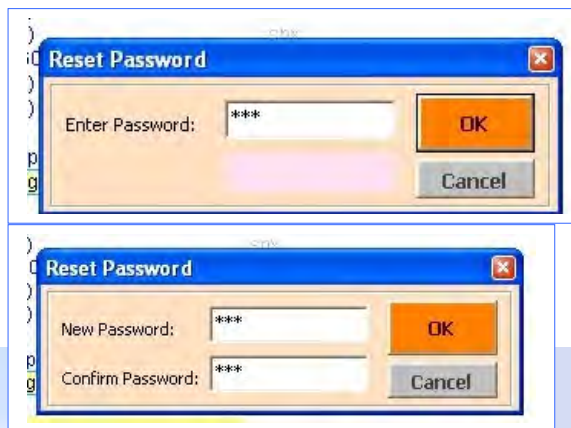 Reset Password
Enter Password: ***
OK
Cancel
Reset Password
New Password: ***
OK
Confirm Password: ***
Cancel